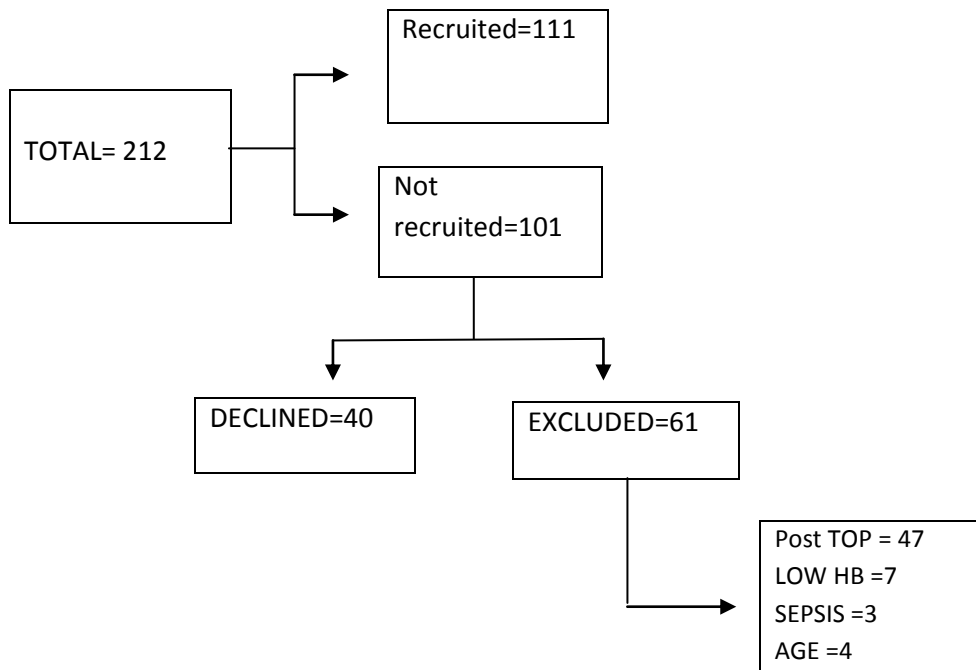 Recruited=111
TOTAL= 212
Not
recruited=101
DECLINED=40
EXCLUDED=61
Post TOP = 47
LOW HB =7
SEPSIS =3
AGE =4